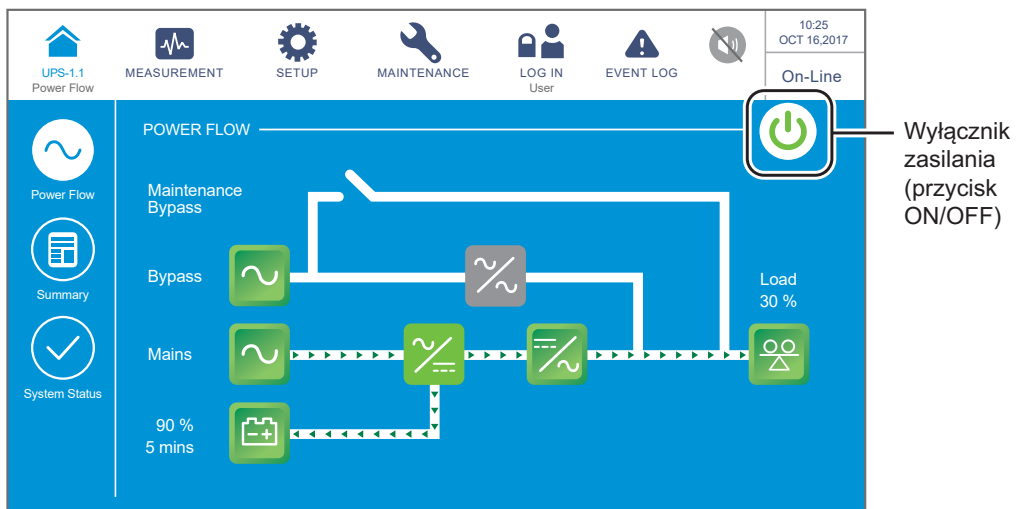 10:25
OCT 16,2017
On-Line
UPS-1.1
Power Flow
MEASUREMENT
SETUP
MAINTENANCE
LOG IN
User
EVENT LOG
POWER FLOW
Wyłącznik
zasilania
(przycisk
ON/OFF)
Power Flow
Summary
System Status
Maintenance
Bypass
Bypass
Load
30 %
Mains
90 %
5 mins